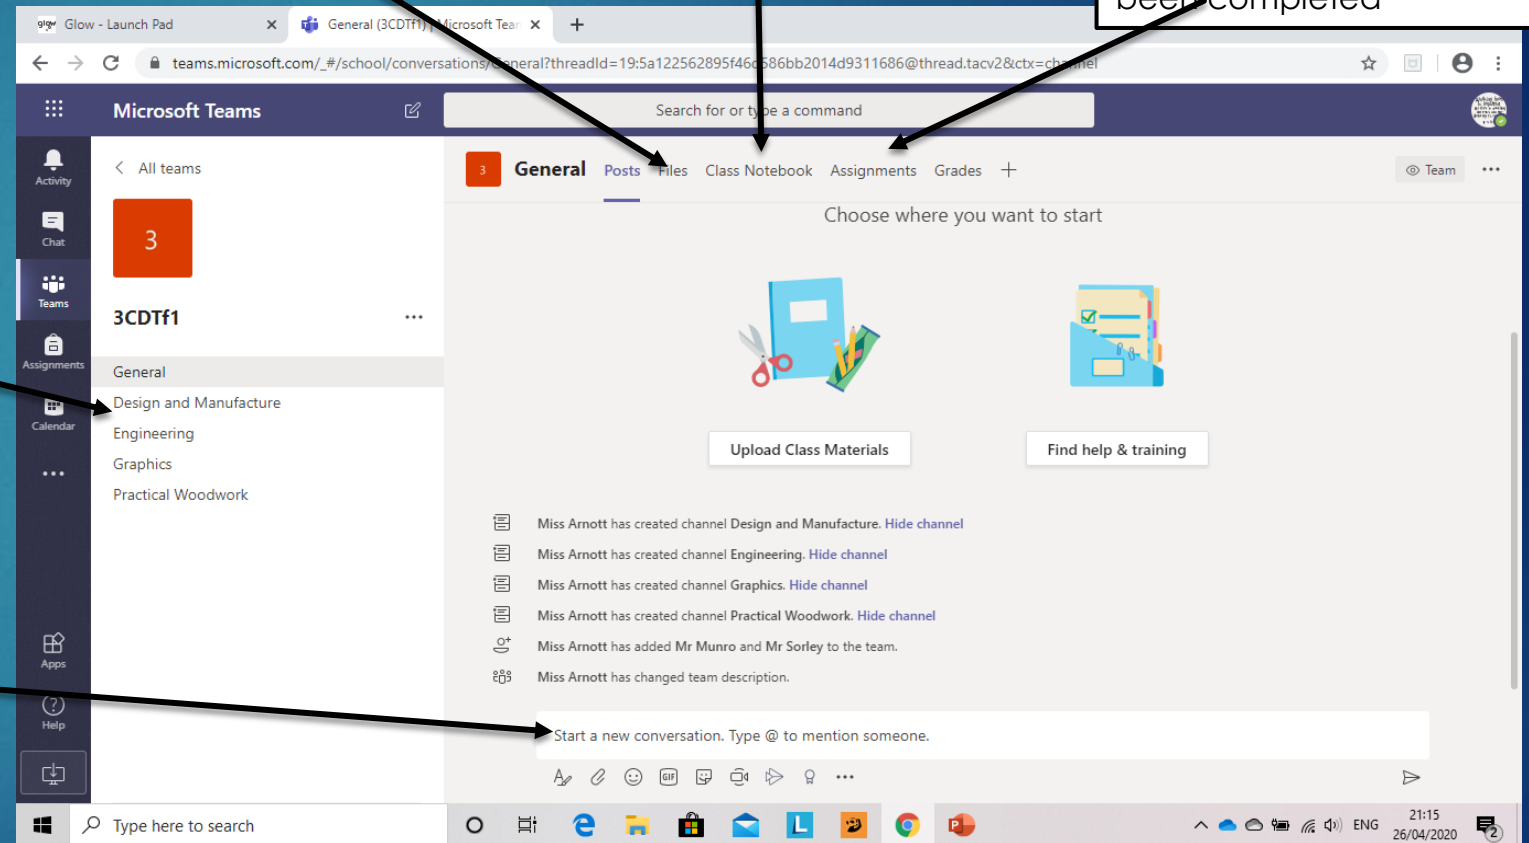 been completed
glow Glow - Launch Pad
General (3CDTf1) | Microsoft Tear
teams.microsoft.com/_#/school/conversations/General?threadId=19:5a122562895f46c586bb2014d9311686@thread.tacv2&ctx=channel
Microsoft Teams
Search for or type a command
Activity
Chat
Teams
Assignments
Calendar
Apps
Help
All teams
3
3CDTf1
General
Design and Manufacture
Engineering
Graphics
Practical Woodwork
3 General Posts Files Class Notebook Assignments Grades
Team
Choose where you want to start
Upload Class Materials
Find help & training
Miss Arnott has created channel Design and Manufacture. Hide channel
Miss Arnott has created channel Engineering. Hide channel
Miss Arnott has created channel Graphics. Hide channel
Miss Arnott has created channel Practical Woodwork. Hide channel
Miss Arnott has added Mr Munro and Mr Sorley to the team.
Miss Arnott has changed team description.
Start a new conversation. Type @ to mention someone.
GIF
Type here to search
L
ENG
21:15
26/04/2020
2